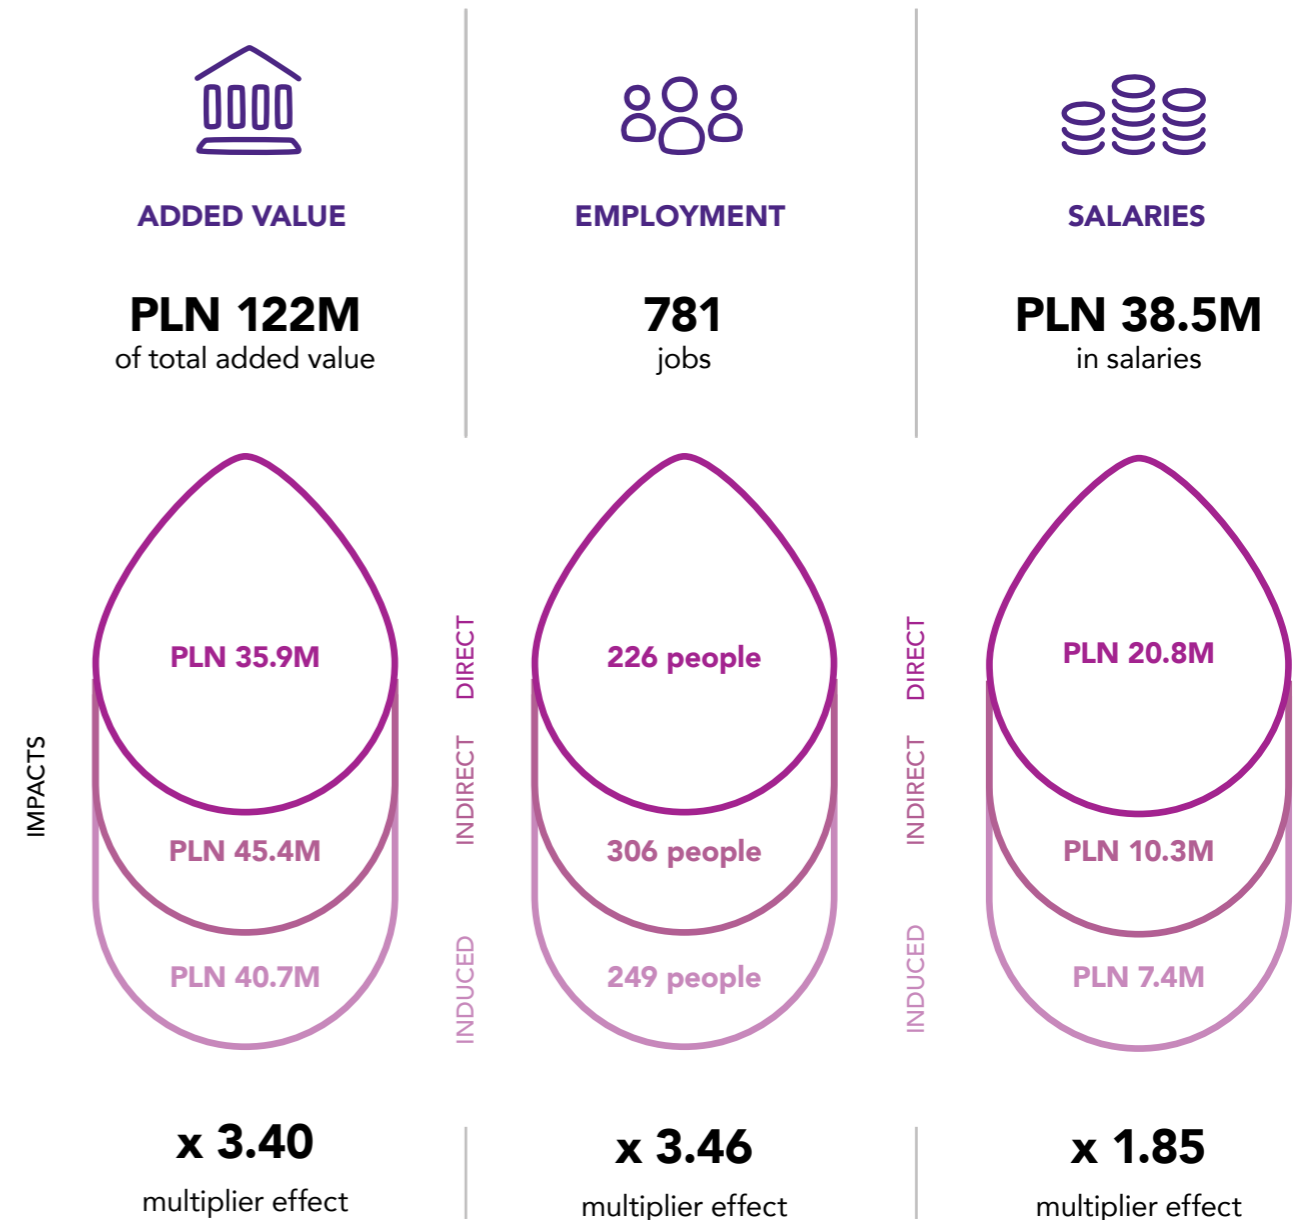 ADDED VALUE
PLN 122M
of total added value
EMPLOYMENT
781
jobs
SALARIES
PLN 38.5M
in salaries
IMPACTS
PLN 35.9M
DIRECT
226 people
DIRECT
PLN 20.8M
PLN 45.4M
INDIRECT
306 people
INDIRECT
PLN 10.3M
PLN 40.7M
INDUCED
249 people
INDUCED
PLN 7.4M
x 3.40
multiplier effect
x 3.46
multiplier effect
x 1.85
multiplier effect